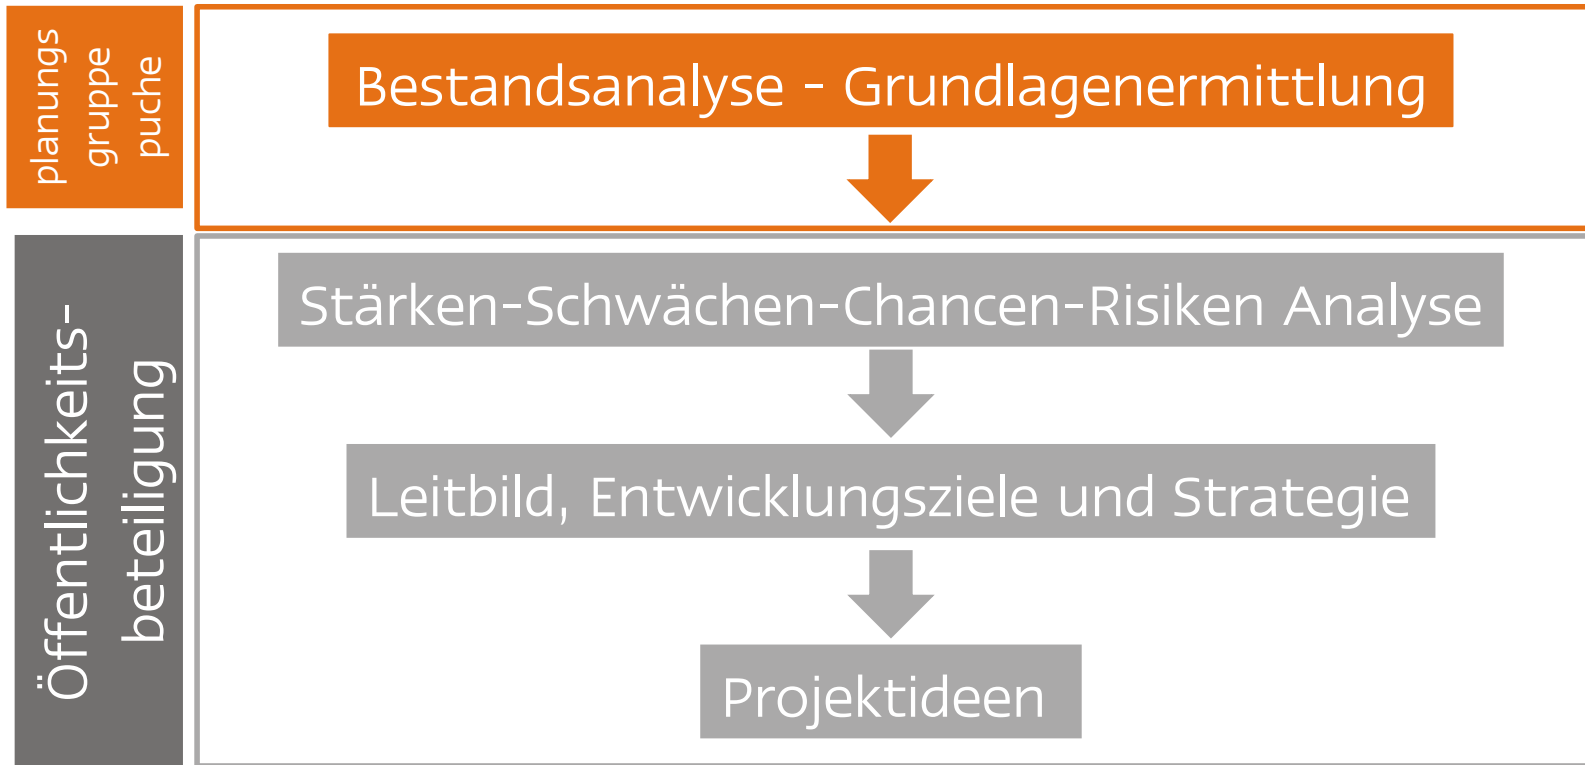 planungs
gruppe
puche
Bestandsanalyse - Grundlagenermittlung
Öffentlichkeits-
beteiligung
Stärken-Schwächen-Chancen-Risiken Analyse
Leitbild, Entwicklungsziele und Strategie
Projektideen